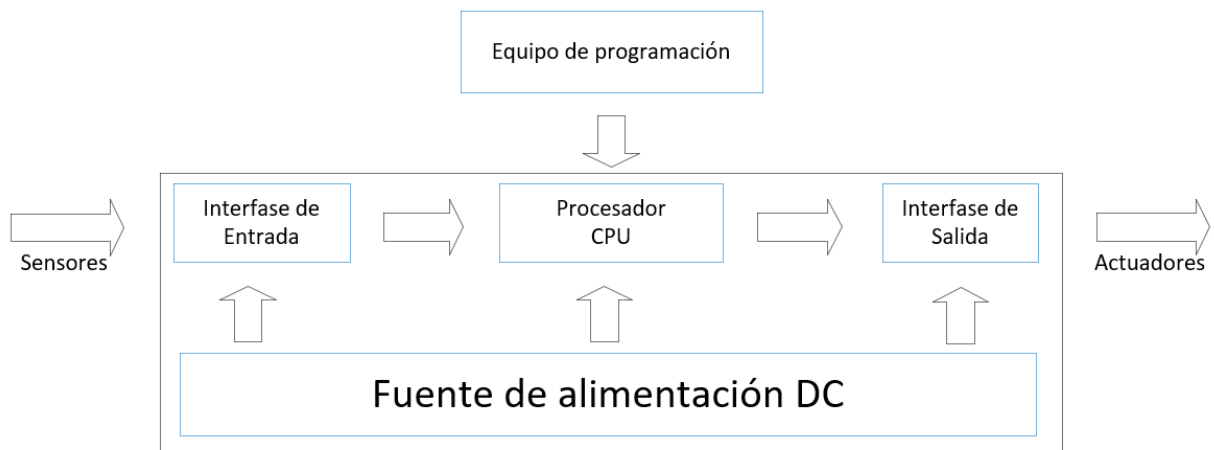 Equipo de programación
Interfase de
Entrada
Procesador
CPU
Interfase de
Salida
Sensores
Actuadores
Fuente de alimentación DC